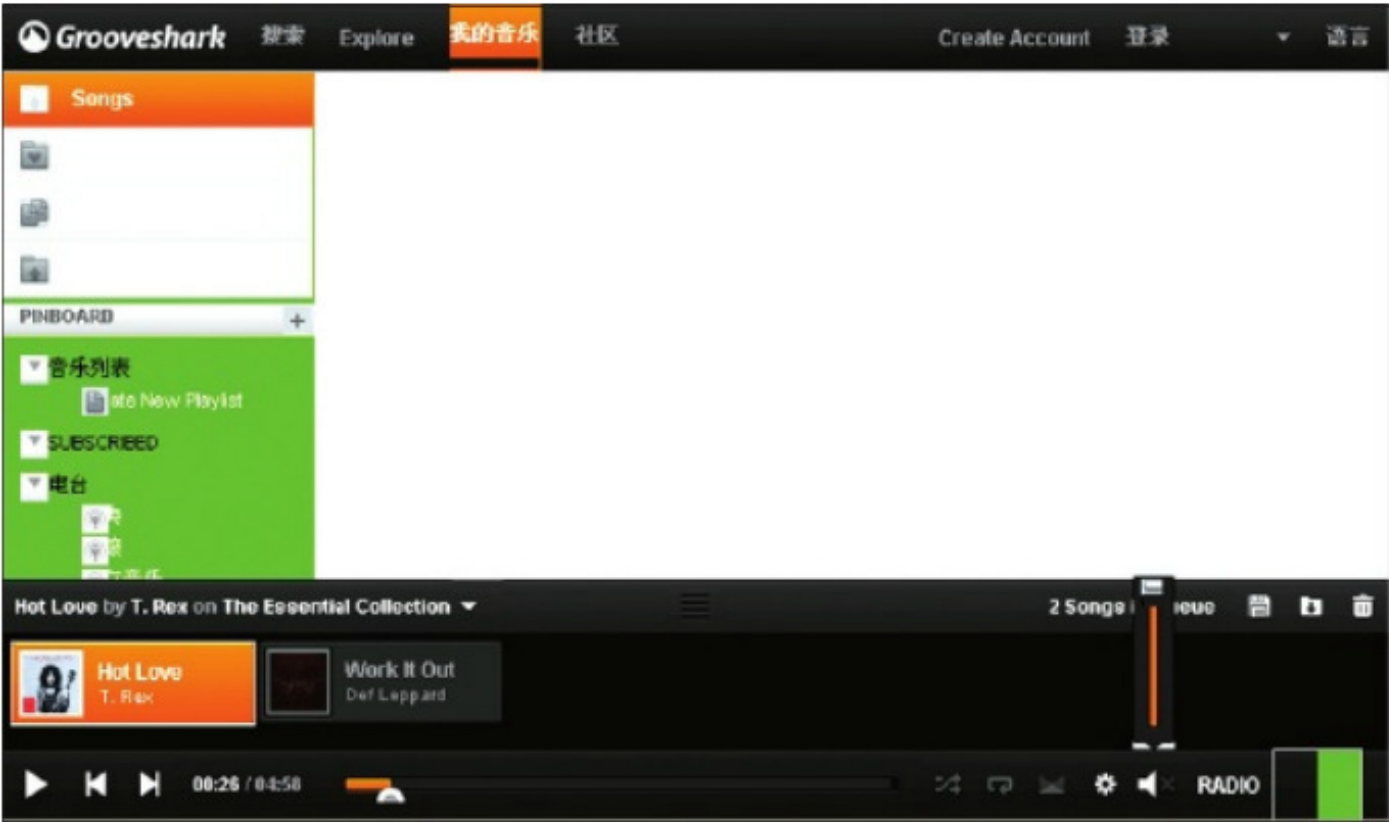 Grooveshark 搜索 Explore 我的音乐 社区 Create Account 登录 语言
Songs
PINBOARD
音乐列表
ate New Playlist
SUBSCRIBED
电台
音乐
Hot Love by T. Rex on The Essential Collection 2 Songs eue
Hot Love
T. Rex
Work It Out
Def Leppard
00:26 / 04:58 RADIO